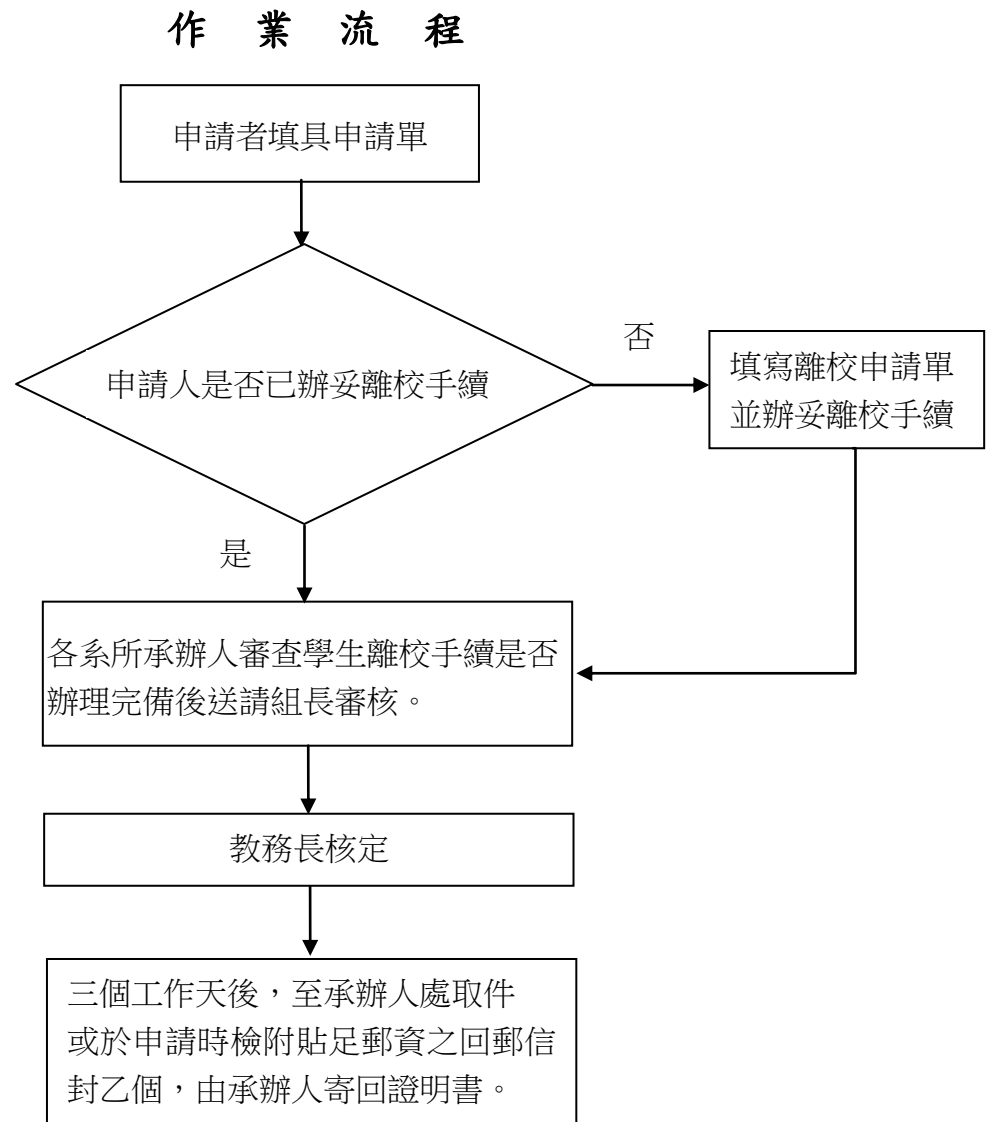 作業流程
申請者填具申請單
申請人是否已辦妥離校手續
否
填寫離校申請單
並辦妥離校手續
是
各系所承辦人審查學生離校手續是否
辦理完備後送請組長審核。
教務長核定
三個工作天後，至承辦人處取件
或於申請時檢附貼足郵資之回郵信
封乙個，由承辦人寄回證明書。